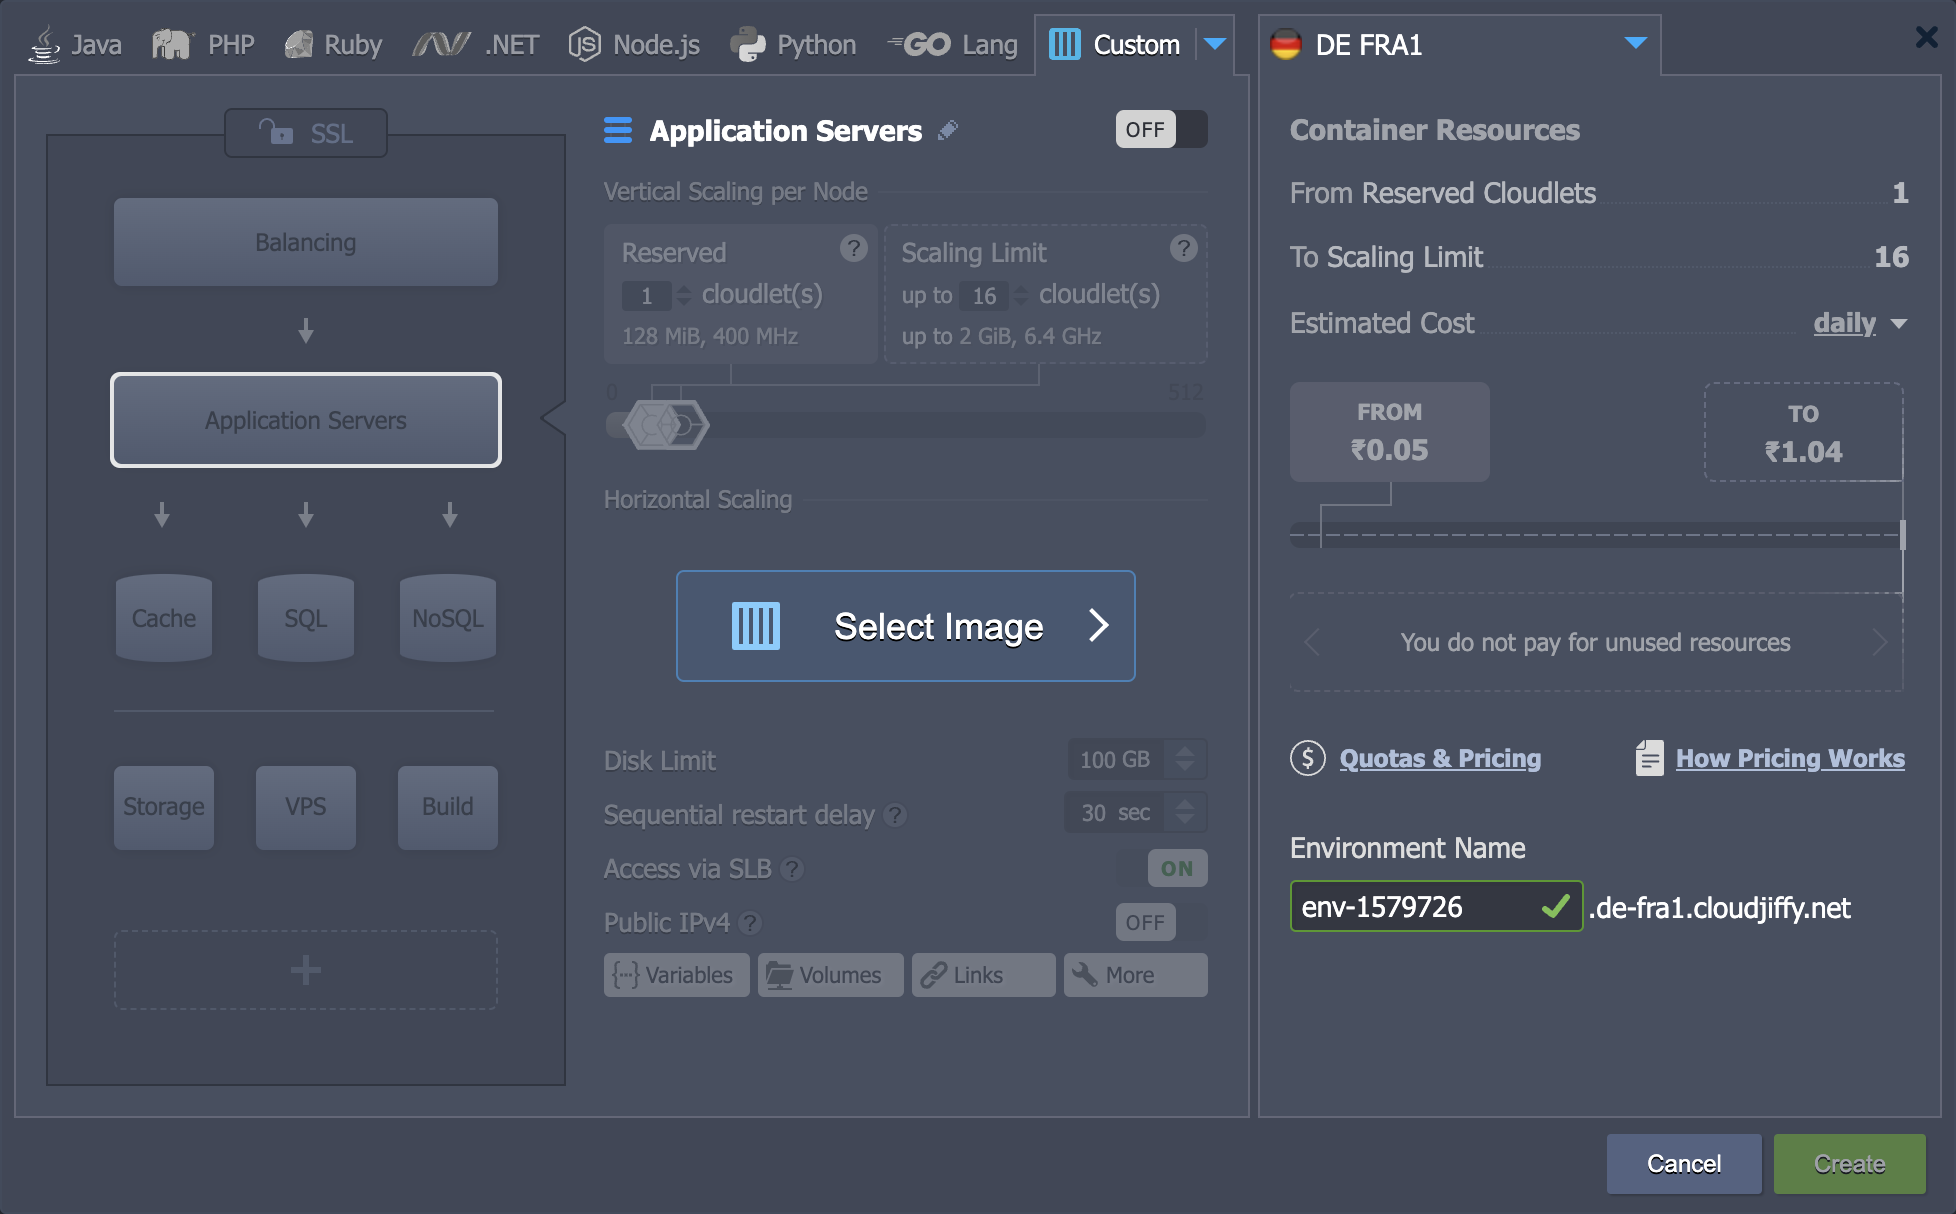 Java PHP Ruby .NET Node.js Python GO Lang Custom
DE FRA1
SSL
Balancing
Application Servers
Cache SQL NoSQL
Storage VPS Build
+
Application Servers
OFF
Vertical Scaling per Node
Reserved ?
1 cloudlet(s)
128 MiB, 400 MHz
Scaling Limit ?
up to 16 cloudlet(s)
up to 2 GiB, 6.4 GHz
0 512
Horizontal Scaling
Select Image
Disk Limit 100 GB
Sequential restart delay ? 30 sec
Access via SLB ? ON
Public IPv4 ? OFF
Variables Volumes Links More
Container Resources
From Reserved Cloudlets 1
To Scaling Limit 16
Estimated Cost daily
FROM
₹0.05
TO
₹1.04
You do not pay for unused resources
$ Quotas & Pricing
How Pricing Works
Environment Name
env-1579726 .de-fra1.cloudjiffy.net
Cancel Create